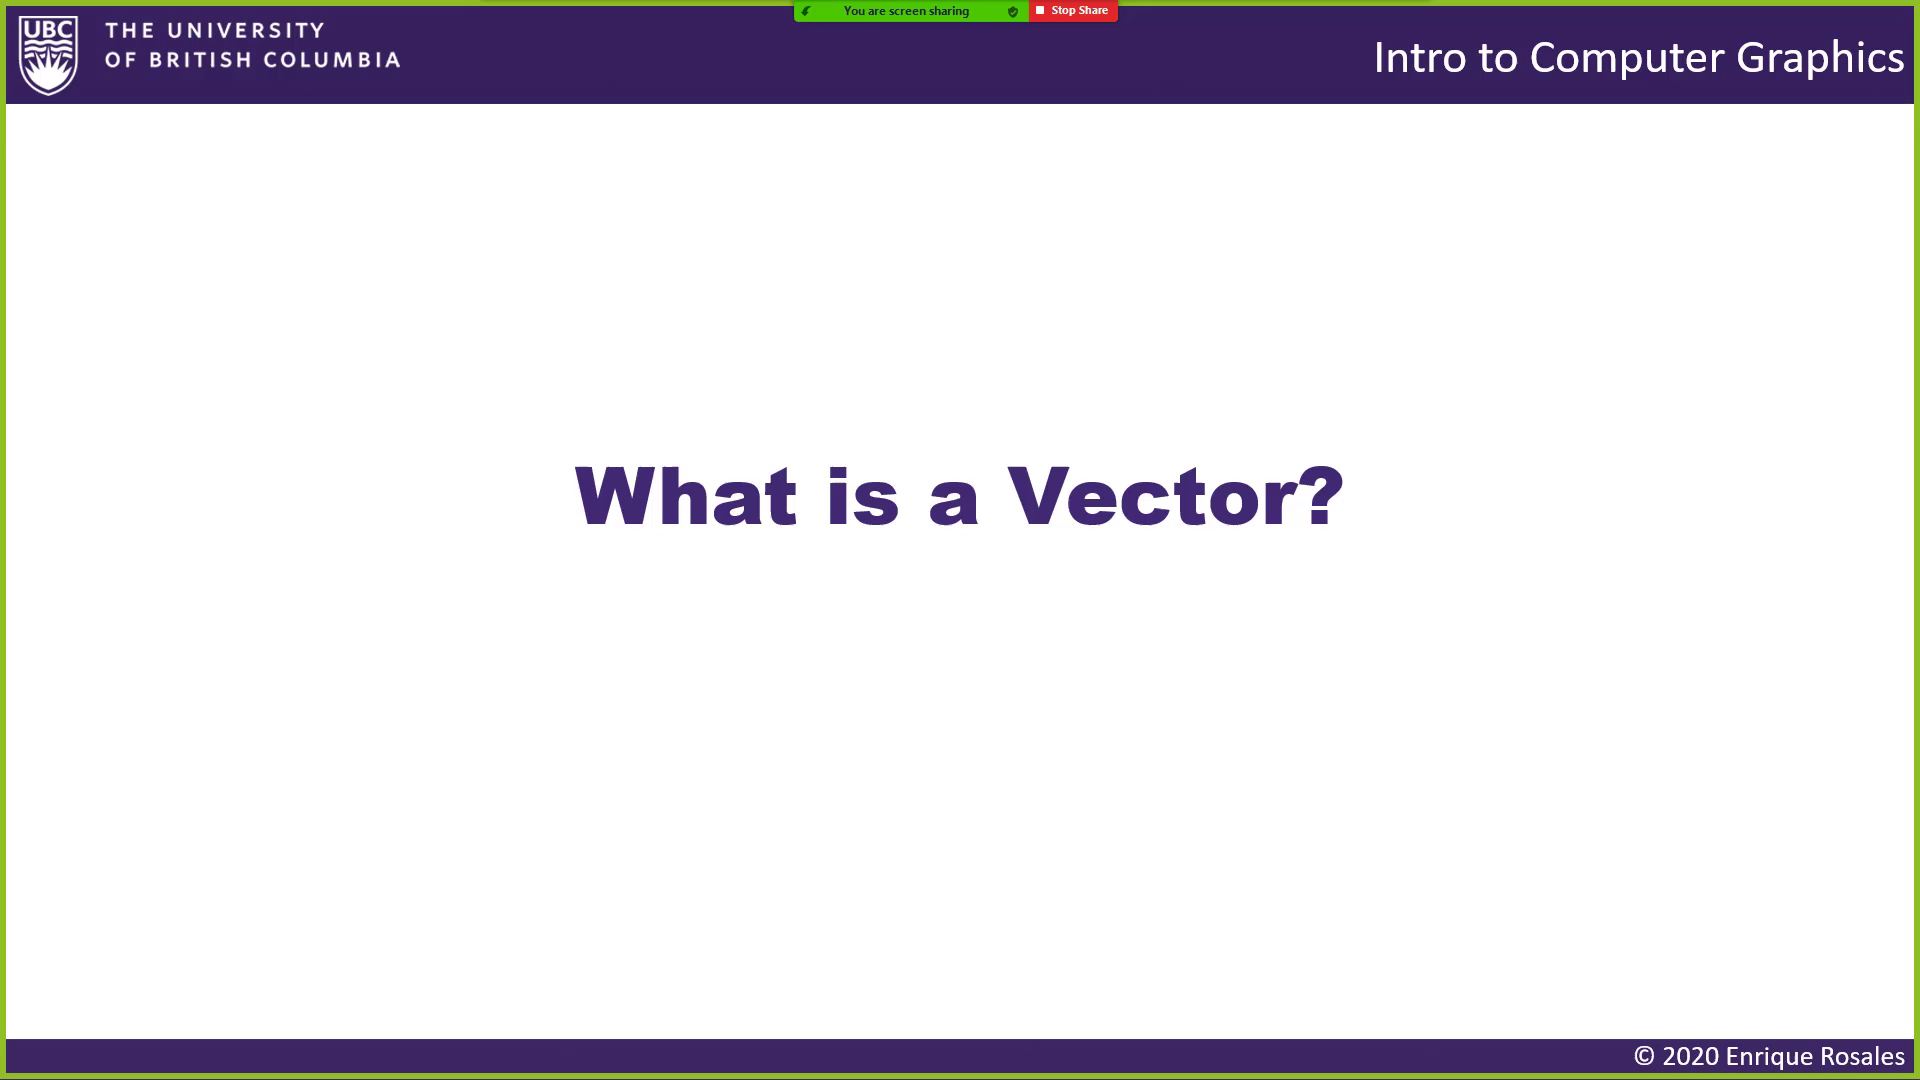 You are screen sharing
Stop Share
UBC
THE UNIVERSITY
OF BRITISH COLUMBIA
Intro to Computer Graphics
What is a Vector?
© 2020 Enrique Rosales